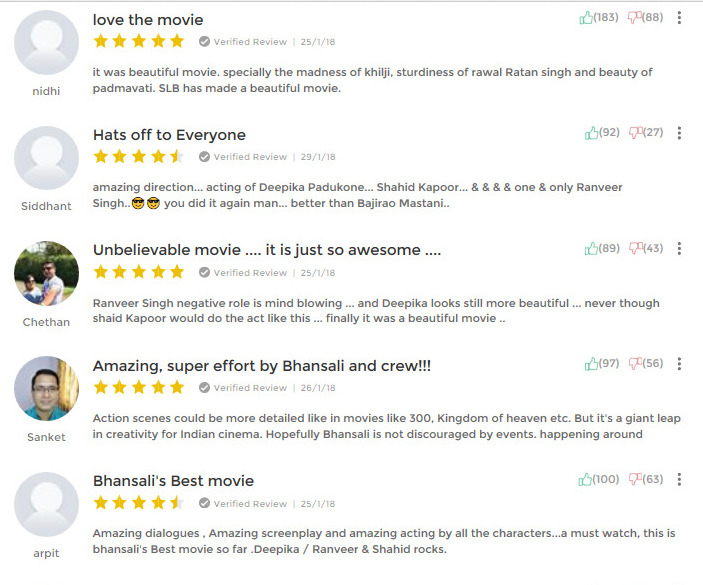 love the movie
(183) (88)
Verified Review | 25/1/18
it was beautiful movie. specially the madness of khilji, sturdiness of rawal Ratan singh and beauty of
padmavati. SLB has made a beautiful movie.
nidhi
Hats off to Everyone
(92) (27)
Verified Review | 29/1/18
amazing direction... acting of Deepika Padukone... Shahid Kapoor... & & & & one & only Ranveer
Singh..😎 😎 you did it again man... better than Bajirao Mastani..
Siddhant
Unbelievable movie .... it is just so awesome ....
(89) (43)
Verified Review | 25/1/18
Ranveer Singh negative role is mind blowing ... and Deepika looks still more beautiful ... never though
shaid Kapoor would do the act like this ... finally it was a beautiful movie ..
Chethan
Amazing, super effort by Bhansali and crew!!!
(97) (56)
Verified Review | 26/1/18
Action scenes could be more detailed like in movies like 300, Kingdom of heaven etc. But it's a giant leap
in creativity for Indian cinema. Hopefully Bhansali is not discouraged by events. happening around
Sanket
Bhansali's Best movie
(100) (63)
Verified Review | 25/1/18
Amazing dialogues , Amazing screenplay and amazing acting by all the characters...a must watch, this is
bhansali's Best movie so far .Deepika / Ranveer & Shahid rocks.
arpit